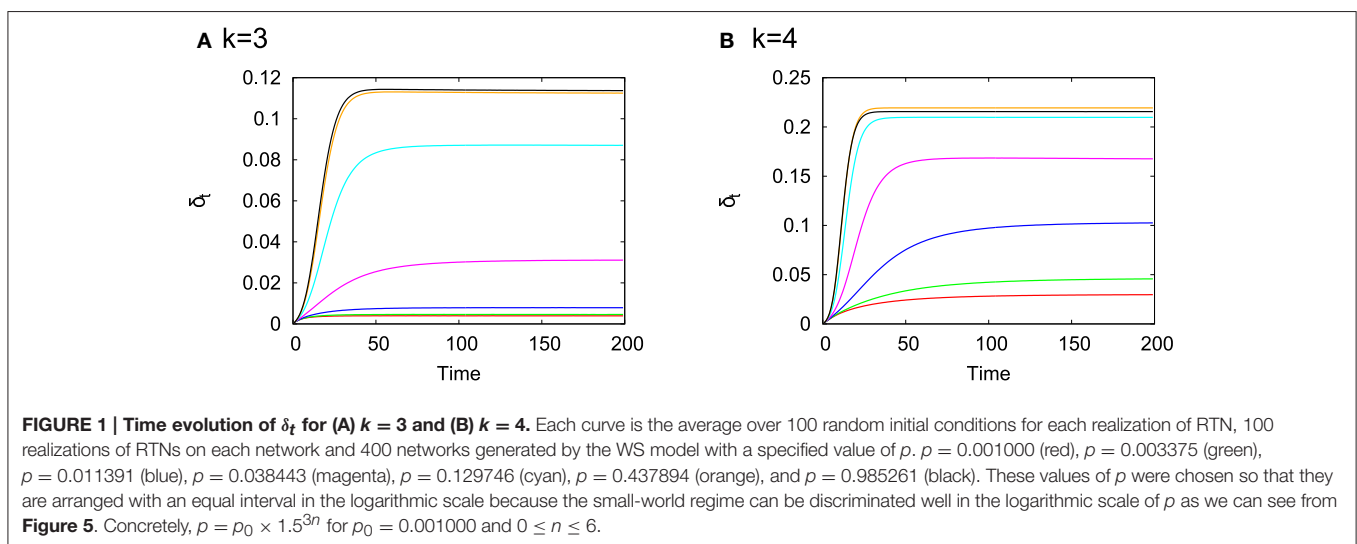 A k=3
B k=4
0.12
0.1
0.08
0.06
0.04
0.02
0
δt
0 50 100 150 200
Time
0.25
0.2
0.15
0.1
0.05
0
δt
0 50 100 150 200
Time
FIGURE 1 | Time evolution of δt for (A) k = 3 and (B) k = 4. Each curve is the average over 100 random initial conditions for each realization of RTN, 100
realizations of RTNs on each network and 400 networks generated by the WS model with a specified value of p. p = 0.001000 (red), p = 0.003375 (green),
p = 0.011391 (blue), p = 0.038443 (magenta), p = 0.129746 (cyan), p = 0.437894 (orange), and p = 0.985261 (black). These values of p were chosen so that they
are arranged with an equal interval in the logarithmic scale because the small-world regime can be discriminated well in the logarithmic scale of p as we can see from
Figure 5. Concretely, p = p₀ × 1.5³ⁿ for p₀ = 0.001000 and 0 ≤ n ≤ 6.